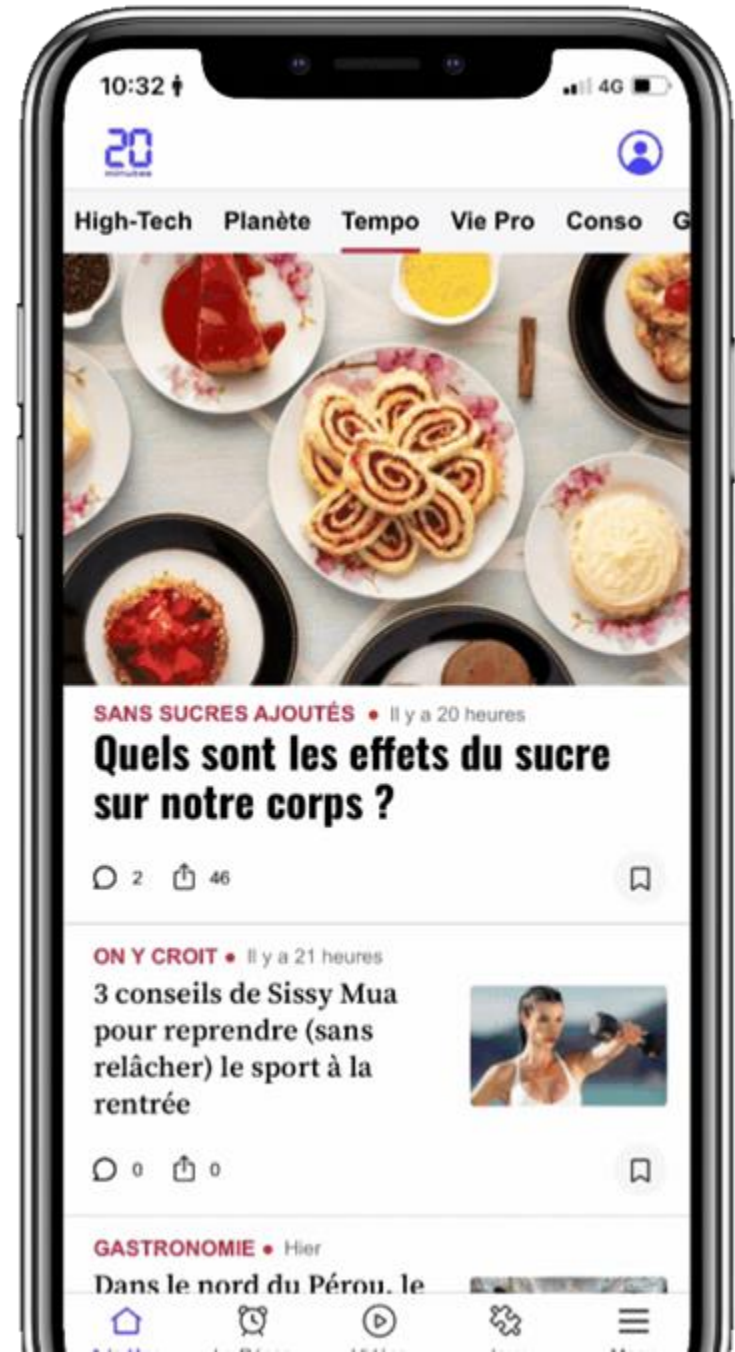 10:32
4G
20
minutes
High-Tech Planète Tempo Vie Pro Conso G
SANS SUCRES AJOUTÉS • Il y a 20 heures
Quels sont les effets du sucre
sur notre corps ?
2 46
ON Y CROIT • Il y a 21 heures
3 conseils de Sissy Mua
pour reprendre (sans
relâcher) le sport à la
rentrée
0 0
GASTRONOMIE • Hier
Dans le nord du Pérou, le